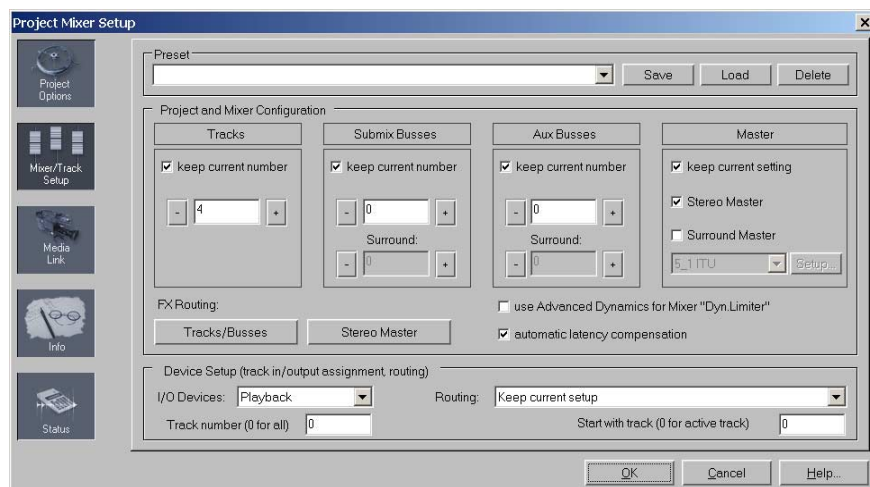 Project Mixer Setup
Project
Options
Mixer/Track
Setup
Media
Link
Info
Status
Preset
Save Load Delete
Project and Mixer Configuration
Tracks Submix Busses Aux Busses Master
keep current number keep current number keep current number keep current setting
- 4 + - 0 + - 0 + Stereo Master
Surround: Surround: Surround Master
- 0 + - 0 + 5_1 ITU Setup...
FX Routing: use Advanced Dynamics for Mixer "Dyn.Limiter"
Tracks/Busses Stereo Master automatic latency compensation
Device Setup (track in/output assignment, routing)
I/O Devices: Playback Routing: Keep current setup
Track number (0 for all) 0 Start with track (0 for active track) 0
OK Cancel Help...